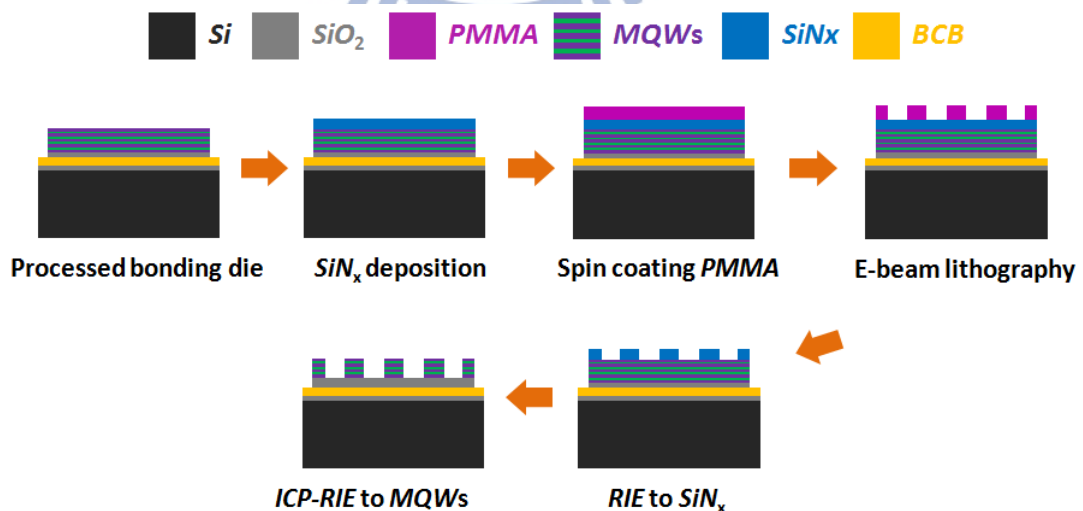 Si SiO2 PMMA MQWs SiNx BCB
Processed bonding die
SiNx deposition
Spin coating PMMA
E-beam lithography
ICP-RIE to MQWs
RIE to SiNx